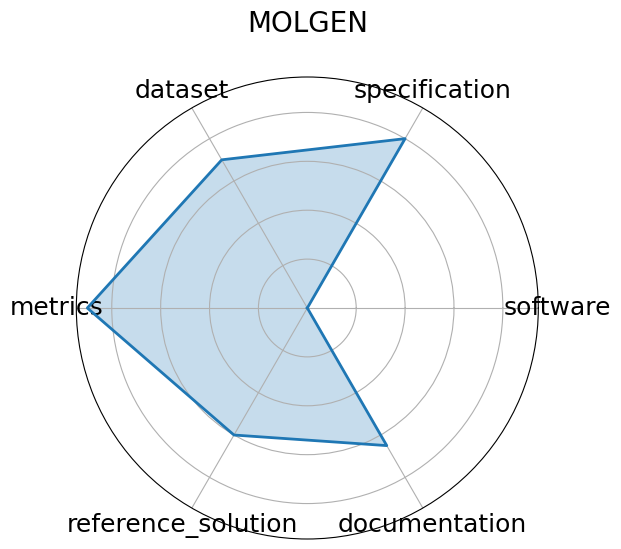 MOLGEN
dataset
specification
metrics
software
reference_solution
documentation